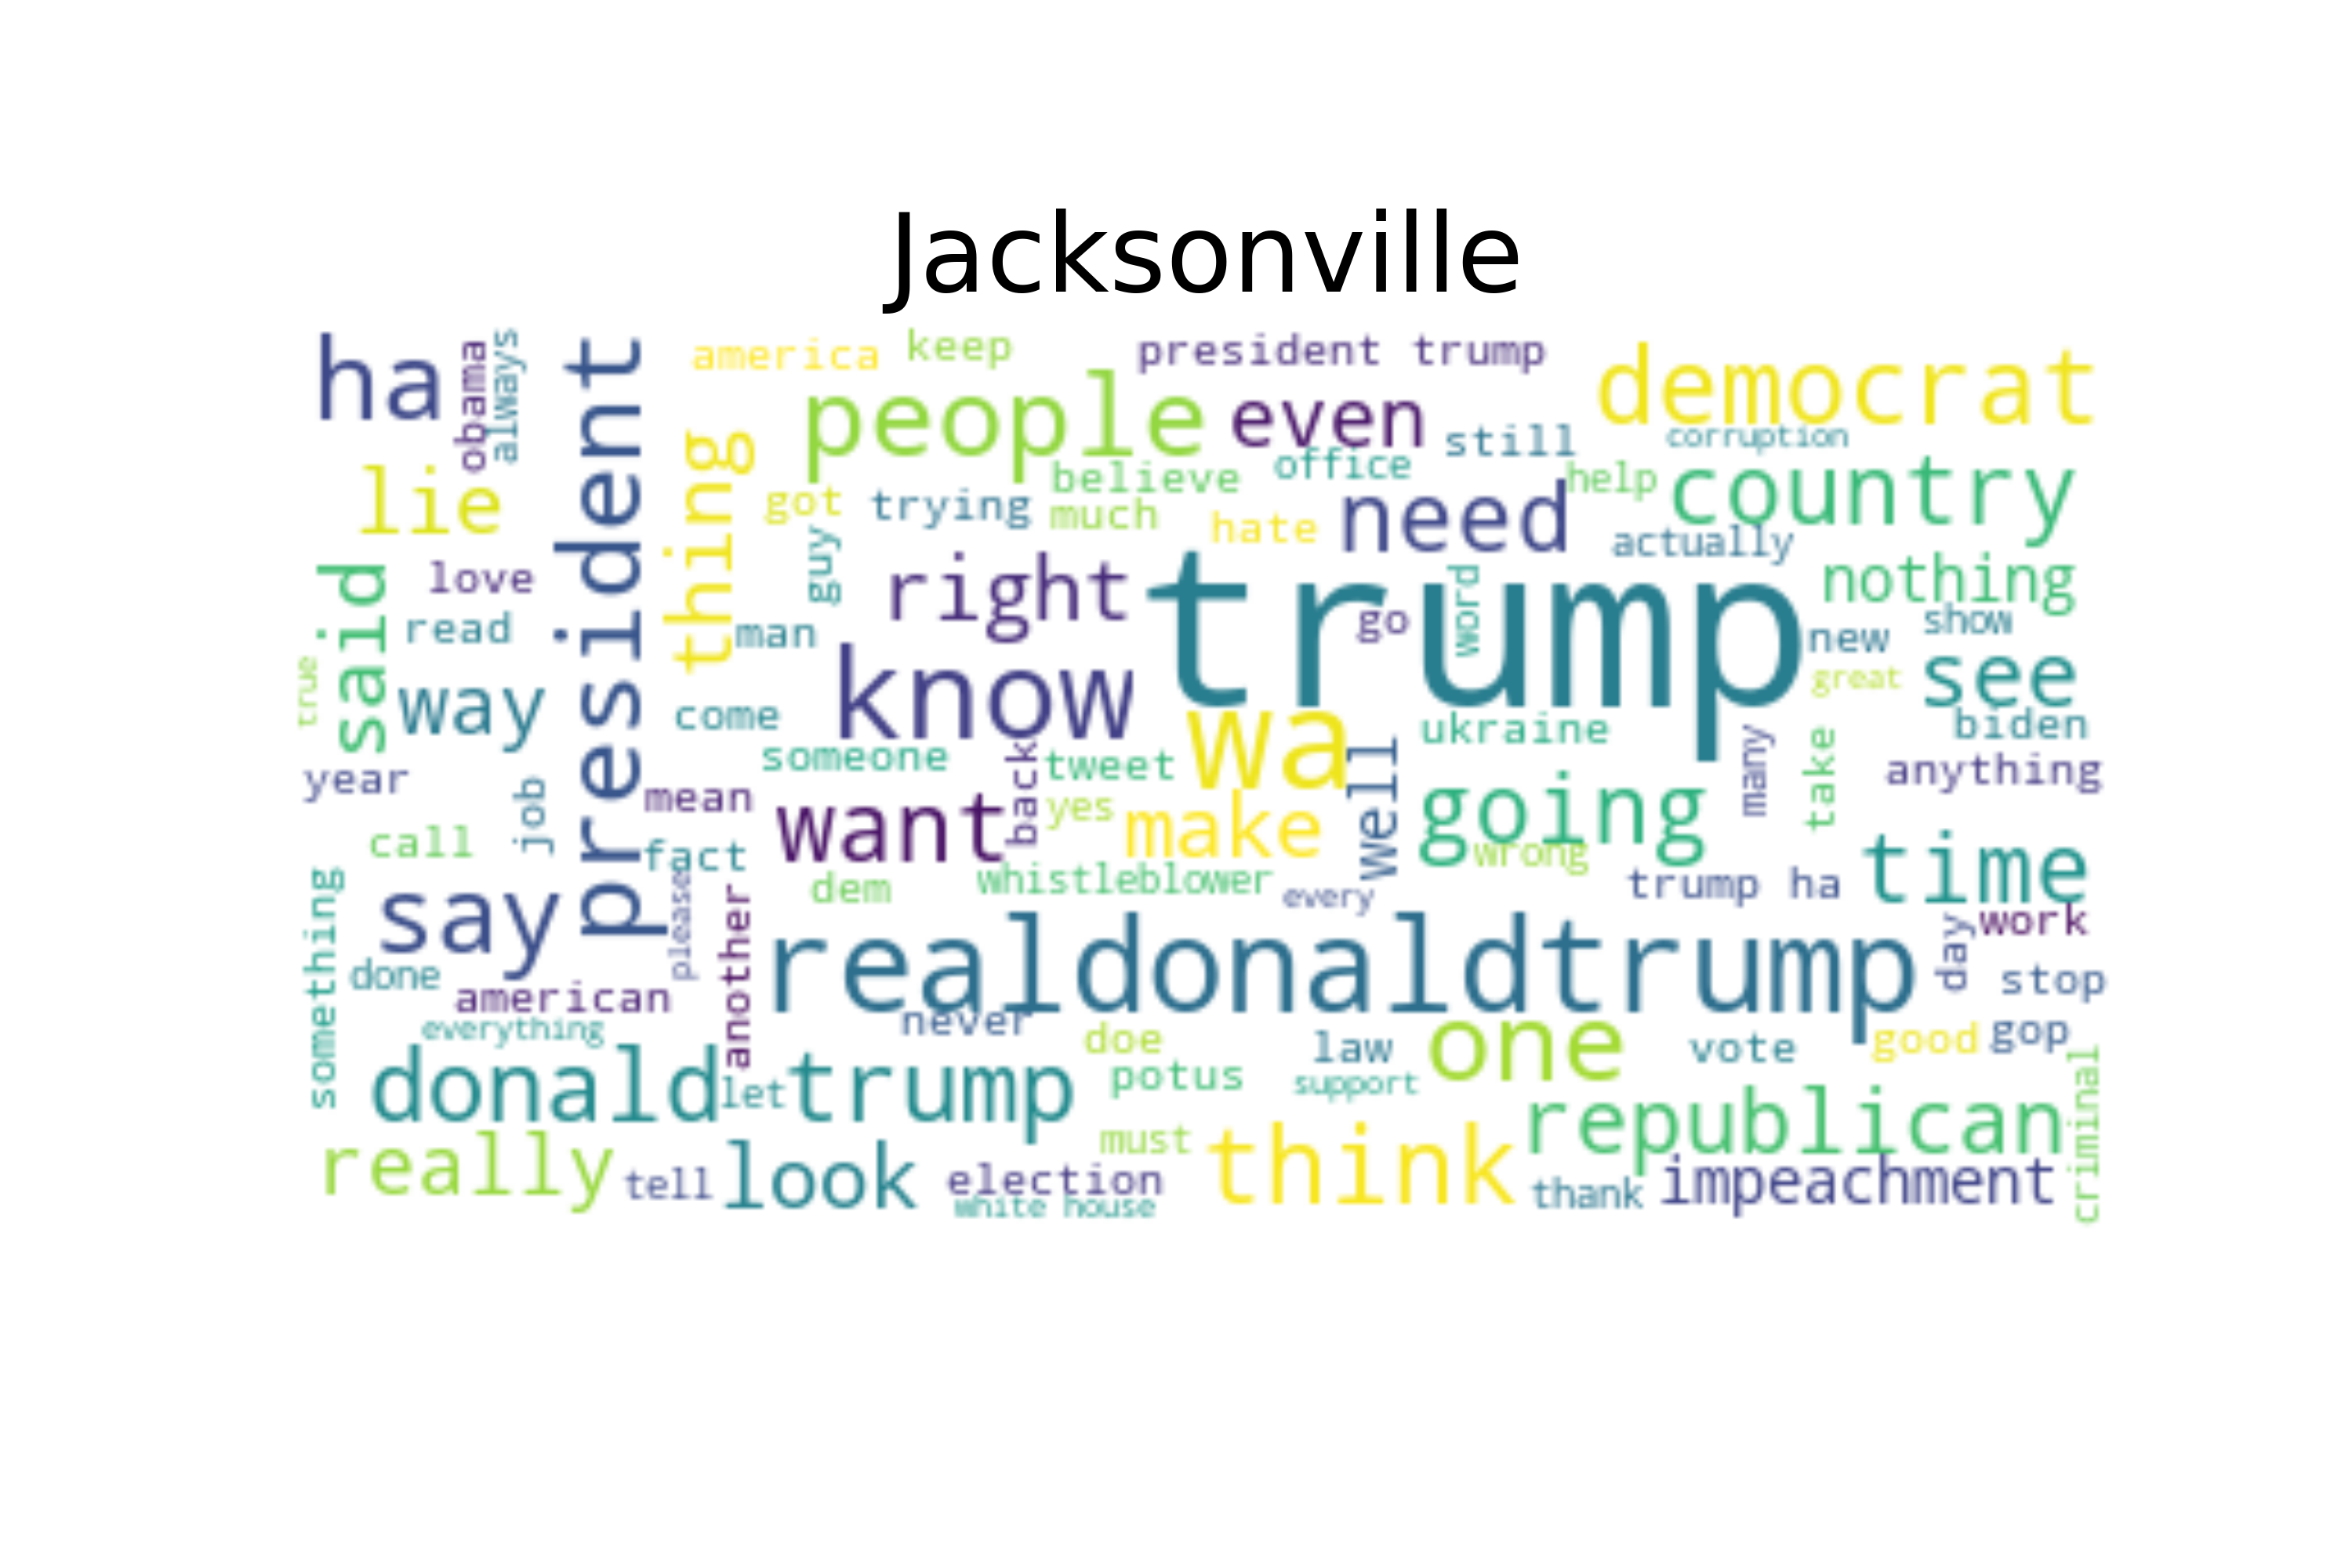 Jacksonville
ha
obama
always
president
america
keep
president trump
democrat
people
even
still
corruption
lie
thing
got
trying
believe
office
much
hate
need
help
country
actually
said
love
read
guy
man
right
trump
go
word
nothing
new
show
true
way
come
know
great
see
someone
tweet
wa
ukraine
biden
year
job
mean
back
well
many
take
anything
call
fact
want
yes
make
going
wrong
time
something
say
please
another
dem
whistleblower
every
trump ha
work
done
american
realdonaldtrump
day
stop
everything
never
doe
law
one
vote
good
gop
donald trump
let
potus
support
republican
criminal
really
tell
look
election
white house
must
think
thank
impeachment